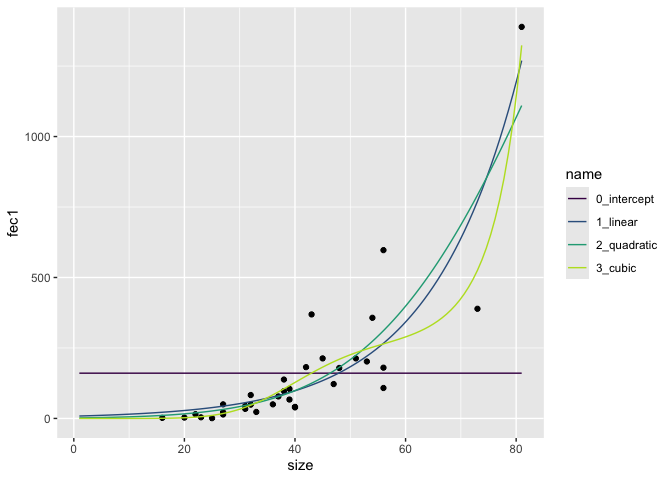 1000
500
0
fec1
0
20
40
60
80
size
name
0_intercept
1_linear
2_quadratic
3_cubic